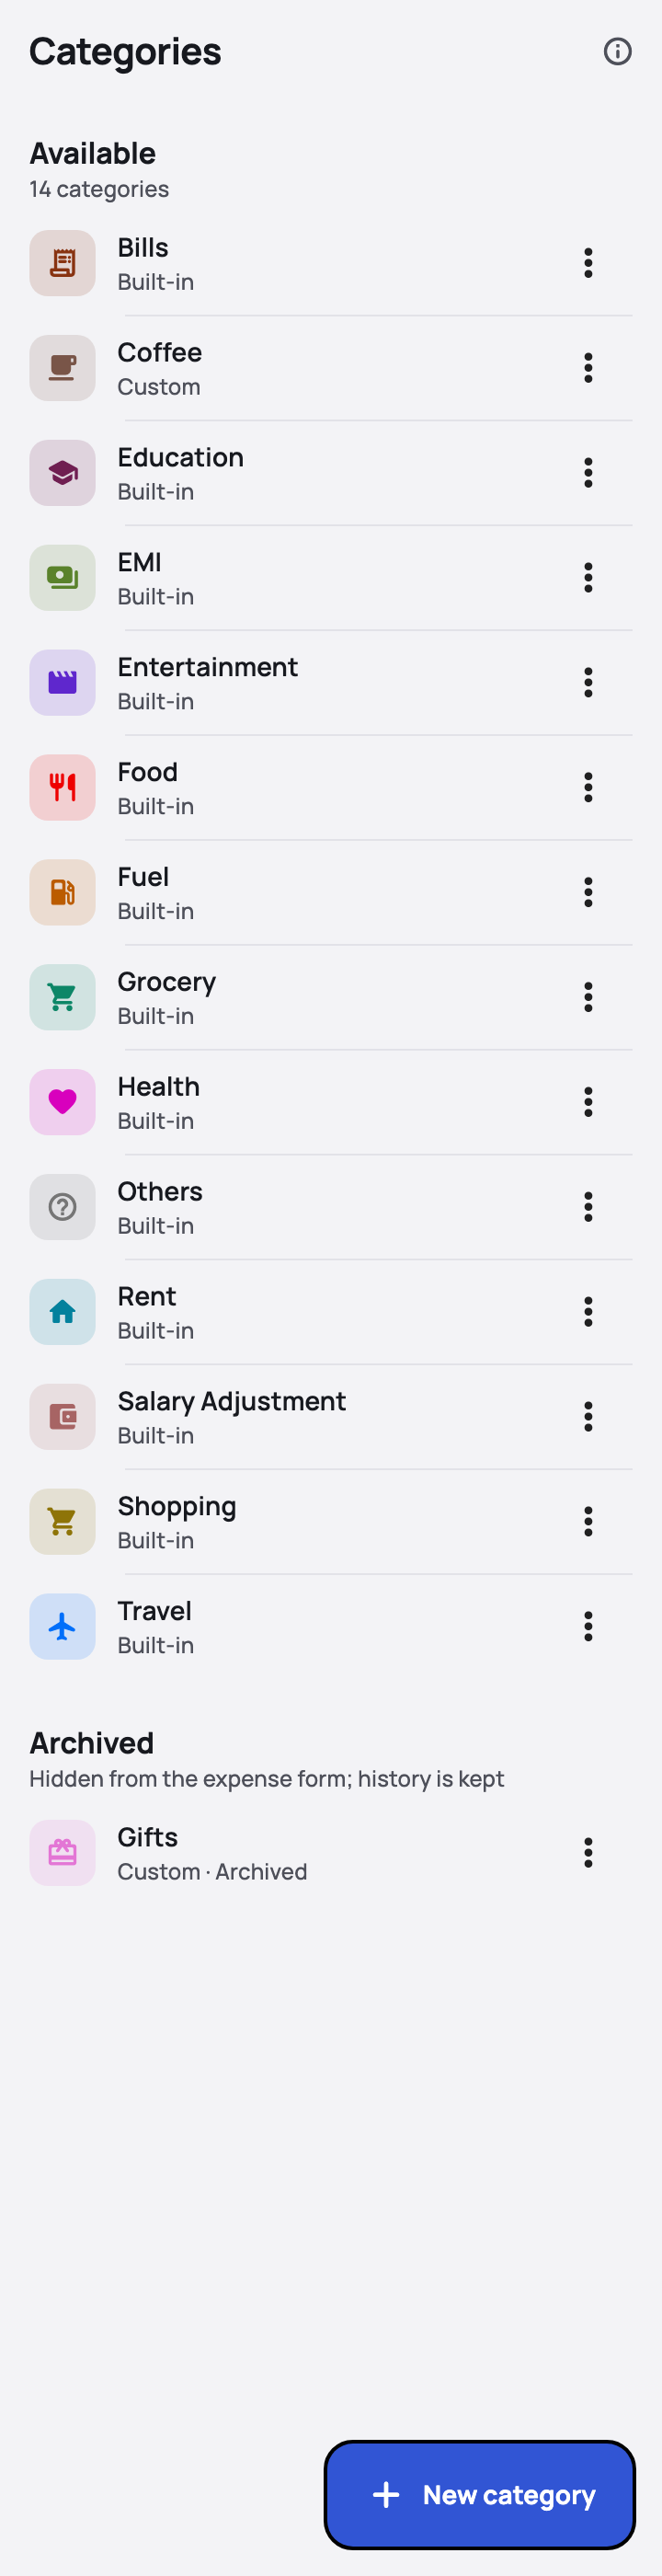 Categories
Available
14 categories
Bills
Built-in
Coffee
Custom
Education
Built-in
EMI
Built-in
Entertainment
Built-in
Food
Built-in
Fuel
Built-in
Grocery
Built-in
Health
Built-in
Others
Built-in
Rent
Built-in
Salary Adjustment
Built-in
Shopping
Built-in
Travel
Built-in
Archived
Hidden from the expense form; history is kept
Gifts
Custom · Archived
New category